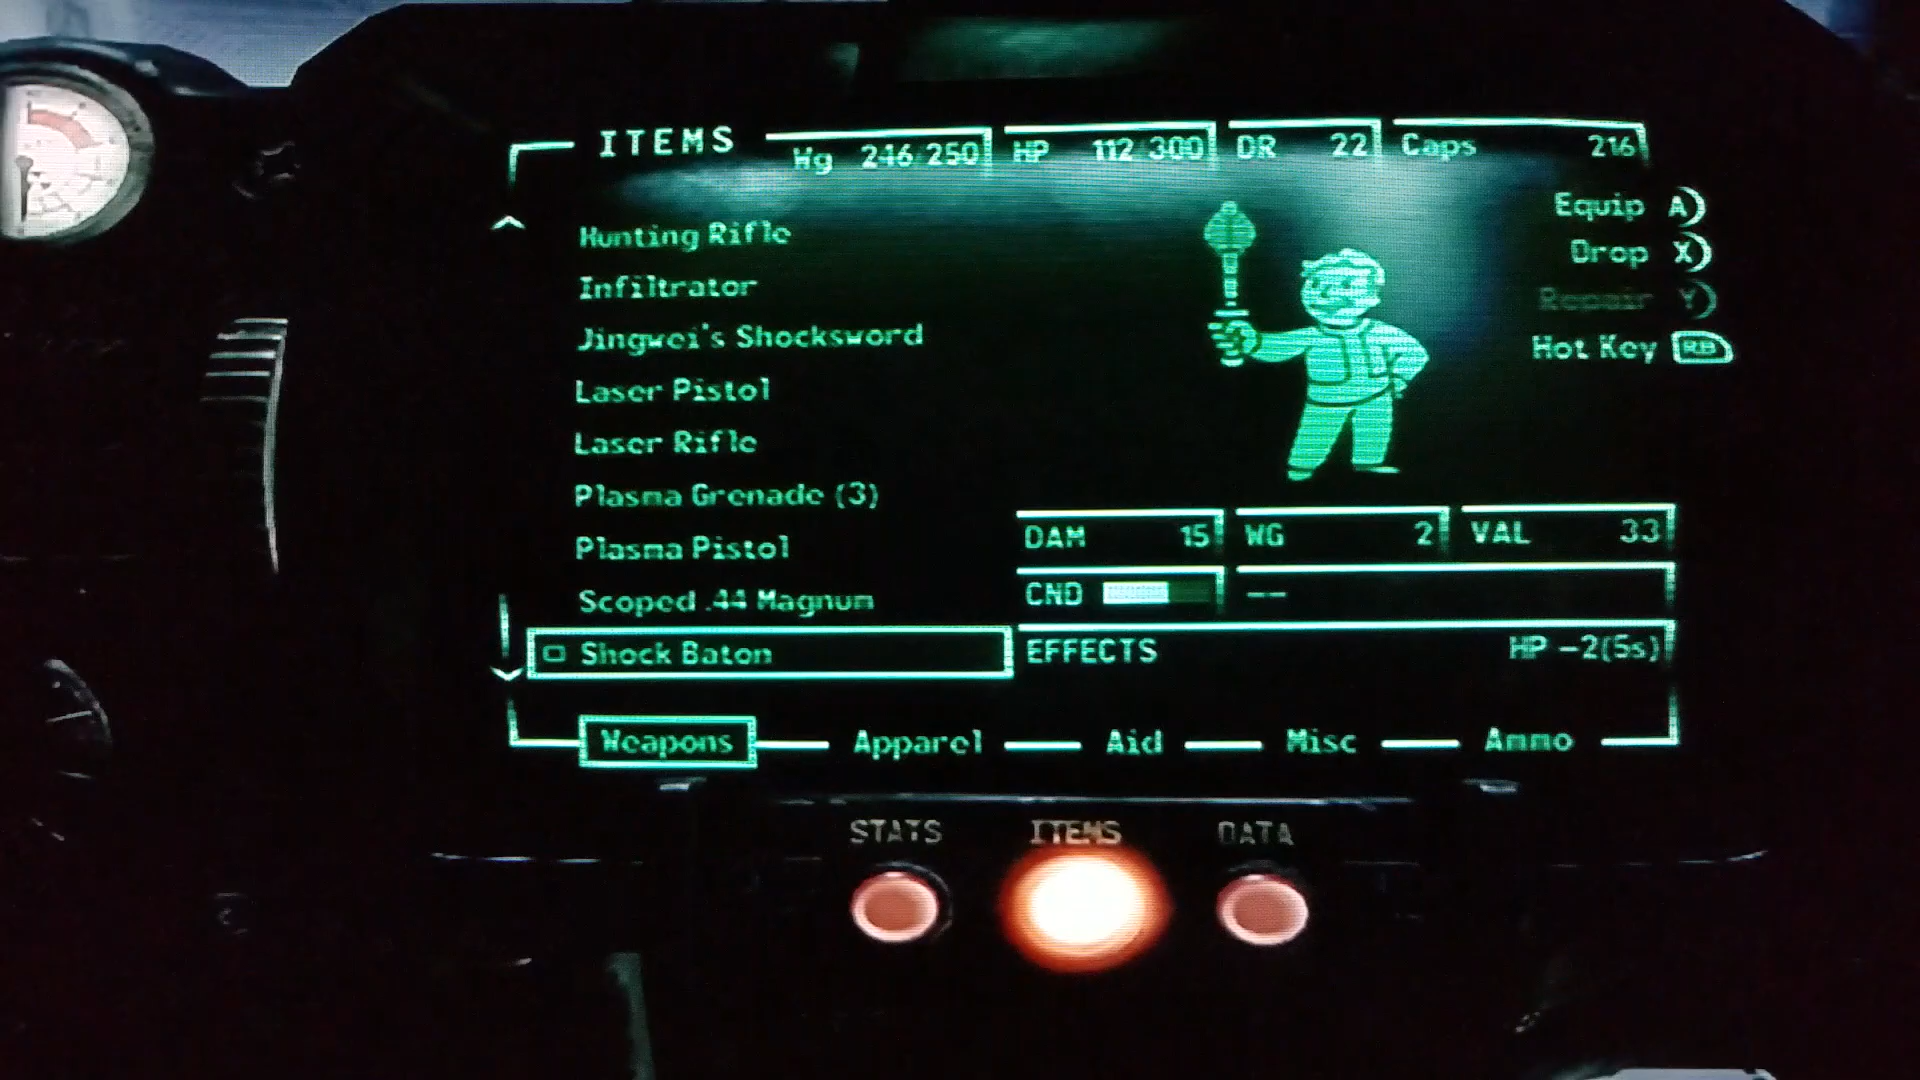 ITEMS Wg 246/250 HP 112/300 DR 22 Caps 216
Equip A)
Drop X)
Repair Y)
Hot Key RB
Hunting Rifle
Infiltrator
Jingwei's Shocksword
Laser Pistol
Laser Rifle
Plasma Grenade (3)
Plasma Pistol
Scoped .44 Magnum
Shock Baton
DAM 15 WG 2 VAL 33
CND --
EFFECTS HP -2(5s)
Weapons Apparel Aid Misc Ammo
STATS ITEMS DATA